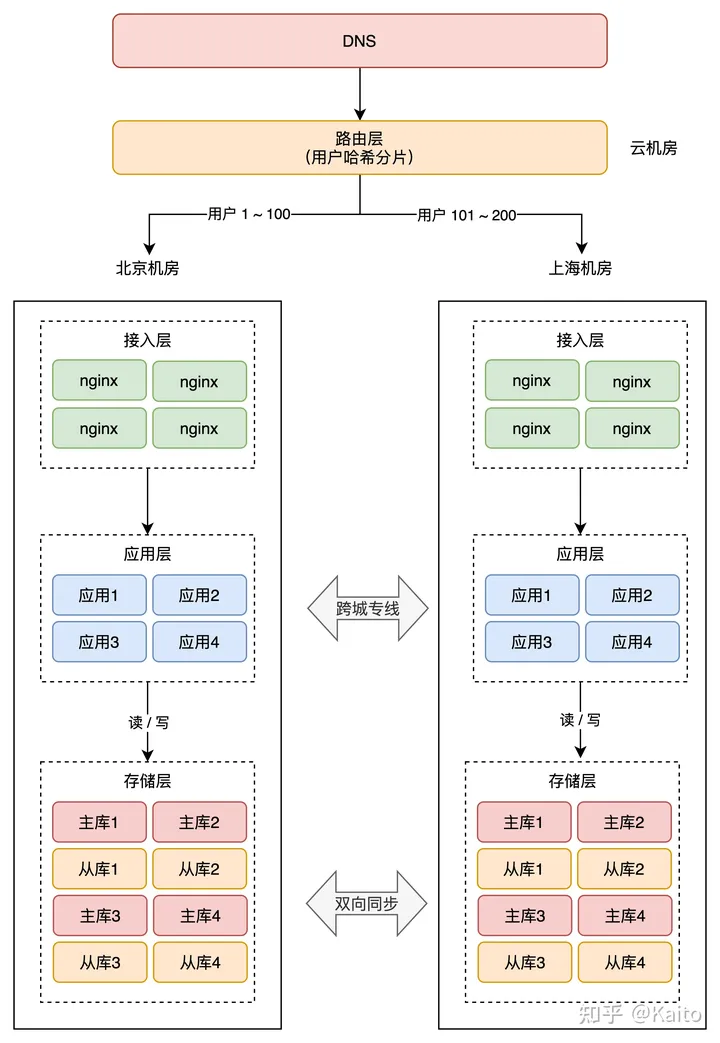 DNS
路由层
(用户哈希分片)
云机房
用户 1 ~ 100
用户 101 ~ 200
北京机房
上海机房
接入层
nginx
nginx
nginx
nginx
应用层
应用1
应用2
应用3
应用4
读 / 写
存储层
主库1
主库2
从库1
从库2
主库3
主库4
从库3
从库4
跨城专线
双向同步
接入层
nginx
nginx
nginx
nginx
应用层
应用1
应用2
应用3
应用4
读 / 写
存储层
主库1
主库2
从库1
从库2
主库3
主库4
从库3
从库4
知乎 @Kaito